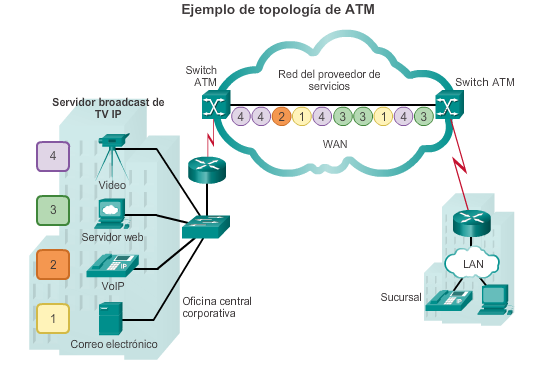 Ejemplo de topología de ATM
Switch
ATM
Red del proveedor de
servicios
Switch ATM
4 4 2 1 4 3 3 1 4 3
WAN
Servidor broadcast de
TV IP
4
Video
3
Servidor web
2
IP
VoIP
1
Correo electrónico
Oficina central
corporativa
LAN
Sucursal
IP